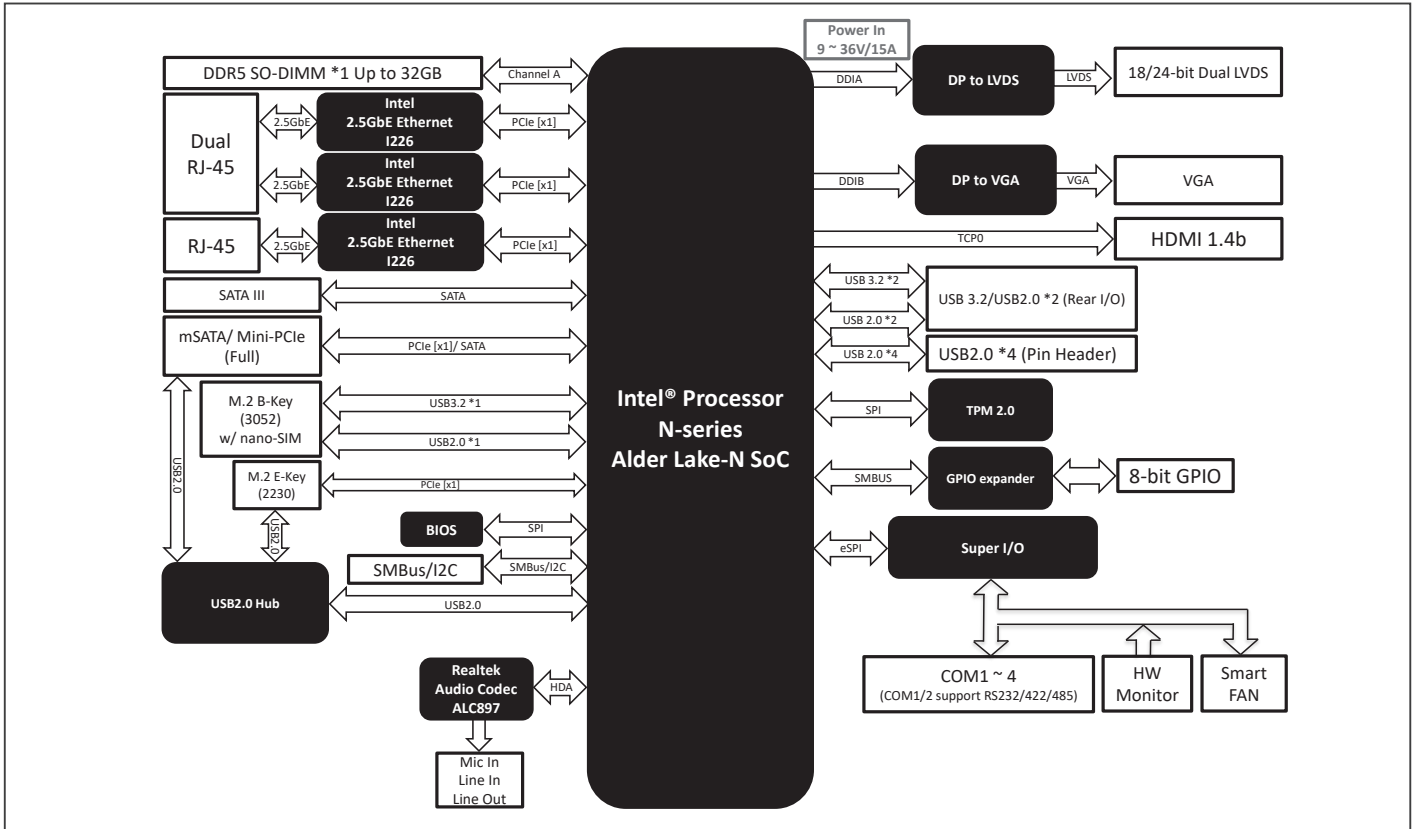 Power In
9 ~ 36V/15A
DDR5 SO-DIMM *1 Up to 32GB
Channel A
DDIA
DP to LVDS
LVDS
18/24-bit Dual LVDS
Dual
RJ-45
2.5GbE
Intel
2.5GbE Ethernet
I226
PCIe [x1]
2.5GbE
Intel
2.5GbE Ethernet
I226
PCIe [x1]
DDIB
DP to VGA
VGA
VGA
RJ-45
2.5GbE
Intel
2.5GbE Ethernet
I226
PCIe [x1]
TCP0
HDMI 1.4b
SATA III
SATA
USB 3.2 *2
USB 2.0 *2
USB 3.2/USB2.0 *2 (Rear I/O)
mSATA/ Mini-PCIe
(Full)
PCIe [x1]/ SATA
USB 2.0 *4
USB2.0 *4 (Pin Header)
Intel® Processor
N-series
Alder Lake-N SoC
M.2 B-Key
(3052)
w/ nano-SIM
USB3.2 *1
USB2.0 *1
SPI
TPM 2.0
USB2.0
M.2 E-Key
(2230)
PCIe [x1]
SMBUS
GPIO expander
8-bit GPIO
USB2.0
BIOS
SPI
eSPI
Super I/O
SMBus/I2C
SMBus/I2C
USB2.0 Hub
USB2.0
Realtek
Audio Codec
ALC897
HDA
COM1 ~ 4
(COM1/2 support RS232/422/485)
HW
Monitor
Smart
FAN
Mic In
Line In
Line Out